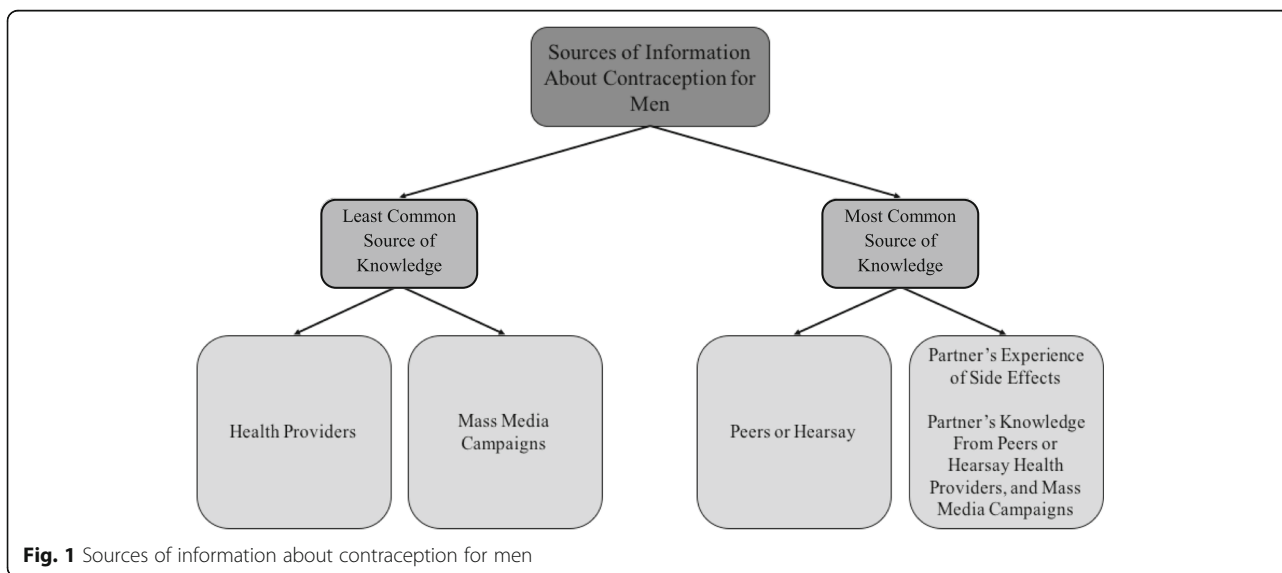 Sources of Information
About Contraception for
Men
Least Common
Source of
Knowledge
Most Common
Source of
Knowledge
Health Providers
Mass Media
Campaigns
Peers or Hearsay
Partner’s Experience
of Side Effects
Partner’s Knowledge
From Peers or
Hearsay Health
Providers, and Mass
Media Campaigns
Fig. 1 Sources of information about contraception for men